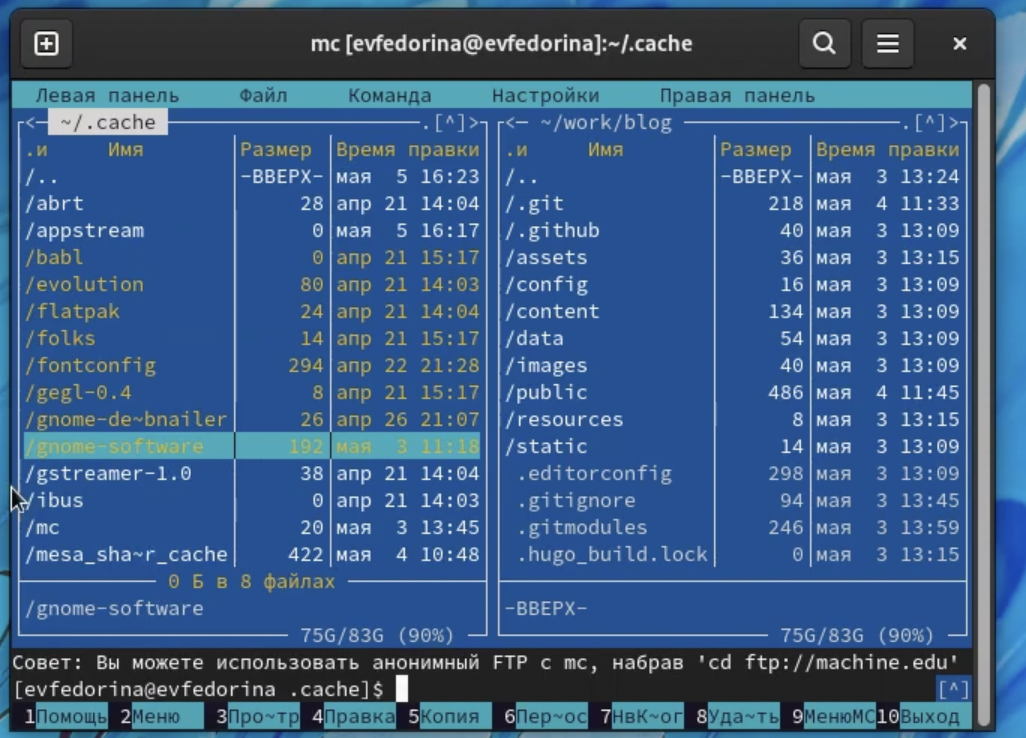 mc [evfedorina@evfedorina]:~/.cache
Левая панель Файл Команда Настройки Правая панель
<— ~/.cache .[^]> <— ~/work/blog .[^]>
.и Имя Размер Время правки .и Имя Размер Время правки
/.. -ВВЕРХ- мая 5 16:23 /.. -ВВЕРХ- мая 3 13:24
/abrt 28 апр 21 14:04 /.git 218 мая 4 11:33
/appstream 0 мая 5 16:17 /.github 40 мая 3 13:09
/babl 0 апр 21 15:17 /assets 36 мая 3 13:15
/evolution 80 апр 21 14:03 /config 16 мая 3 13:09
/flatpak 24 апр 21 14:04 /content 134 мая 3 13:09
/folks 14 апр 21 15:17 /data 54 мая 3 13:09
/fontconfig 294 апр 22 21:28 /images 40 мая 3 13:09
/gegl-0.4 8 апр 21 15:17 /public 486 мая 4 11:45
/gnome-de~bnailer 26 апр 26 21:07 /resources 8 мая 3 13:15
/gnome-software 192 мая 3 11:18 /static 14 мая 3 13:09
/gstreamer-1.0 38 апр 21 14:04 .editorconfig 298 мая 3 13:09
/ibus 0 апр 21 14:03 .gitignore 94 мая 3 13:45
/mc 20 мая 3 13:45 .gitmodules 246 мая 3 13:59
/mesa_sha~r_cache 422 мая 4 10:48 .hugo_build.lock 0 мая 3 13:15
0 Б в 8 файлах
/gnome-software -ВВЕРХ-
75G/83G (90%) 75G/83G (90%)
Совет: Вы можете использовать анонимный FTP с mc, набрав 'cd ftp://machine.edu'
[evfedorina@evfedorina .cache]$ [^]
1Помощь 2Меню 3Про~тр 4Правка 5Копия 6Пер~ос 7НвК~ог 8Уда~ть 9МенюMC 10Выход